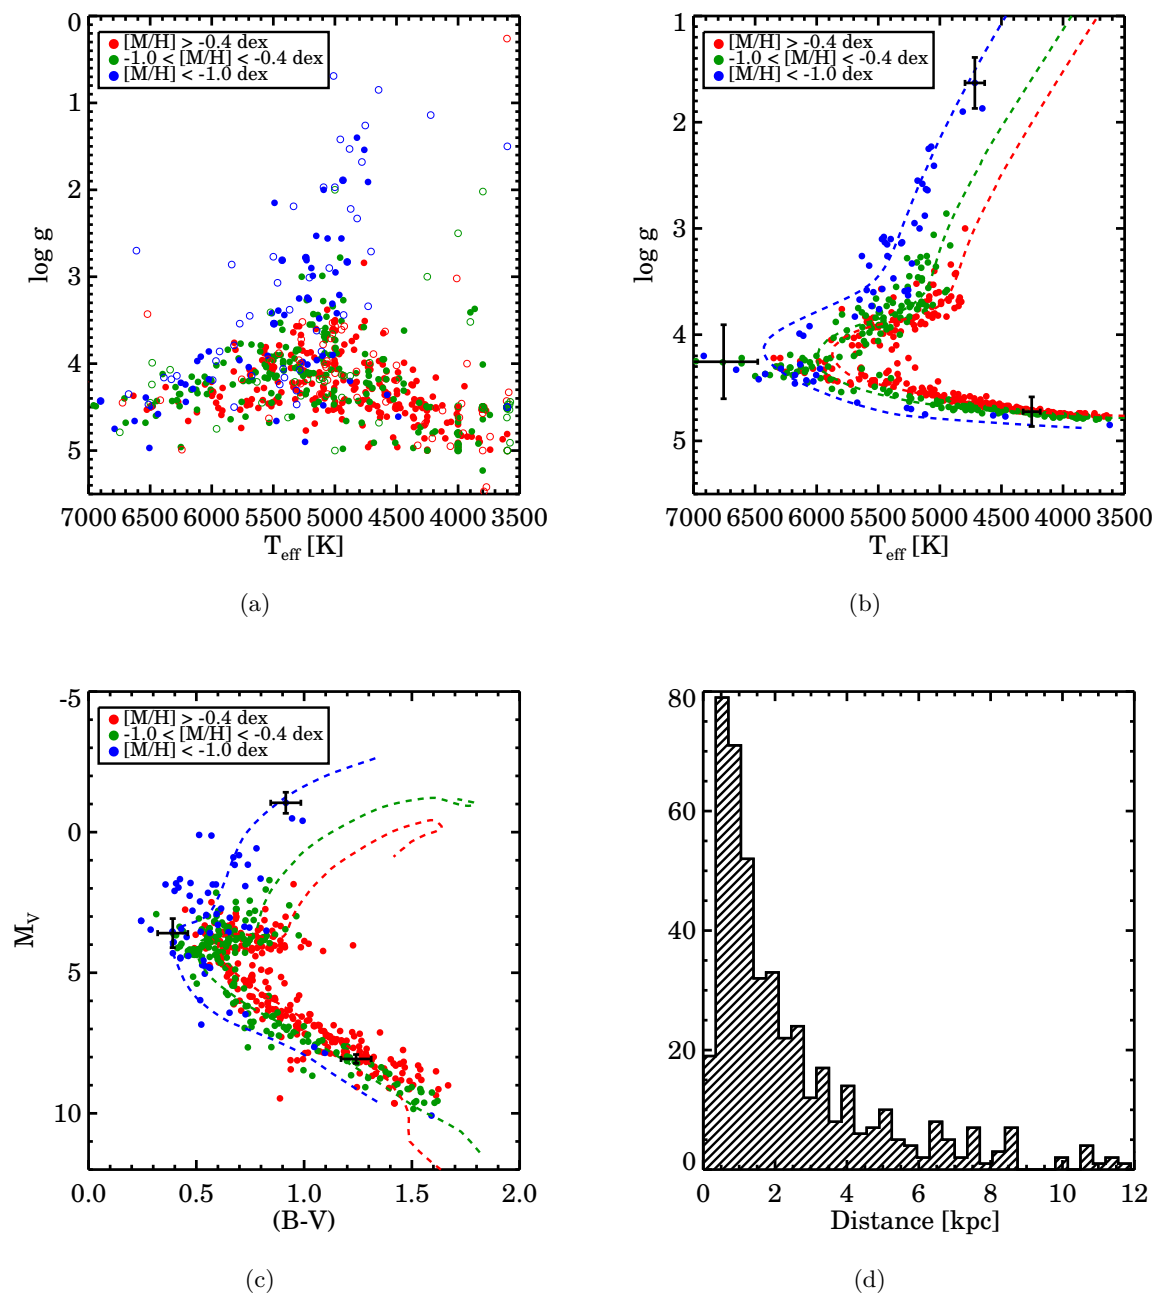 0
1
2
3
4
5
log g
[M/H] > -0.4 dex
-1.0 < [M/H] < -0.4 dex
[M/H] < -1.0 dex
7000 6500 6000 5500 5000 4500 4000 3500
T_eff [K]
(a)
1
2
3
4
5
log g
[M/H] > -0.4 dex
-1.0 < [M/H] < -0.4 dex
[M/H] < -1.0 dex
7000 6500 6000 5500 5000 4500 4000 3500
T_eff [K]
(b)
-5
0
5
10
M_V
[M/H] > -0.4 dex
-1.0 < [M/H] < -0.4 dex
[M/H] < -1.0 dex
0.0 0.5 1.0 1.5 2.0
(B-V)
(c)
80
60
40
20
0
0 2 4 6 8 10 12
Distance [kpc]
(d)